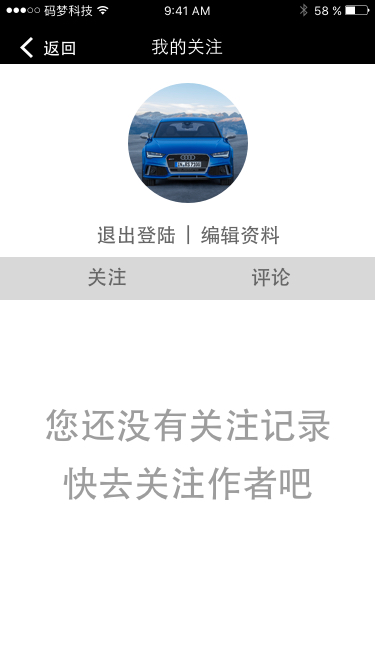 码梦科技 9:41 AM 58 %
返回 我的关注
退出登陆 | 编辑资料
关注 评论
您还没有关注记录
快去关注作者吧